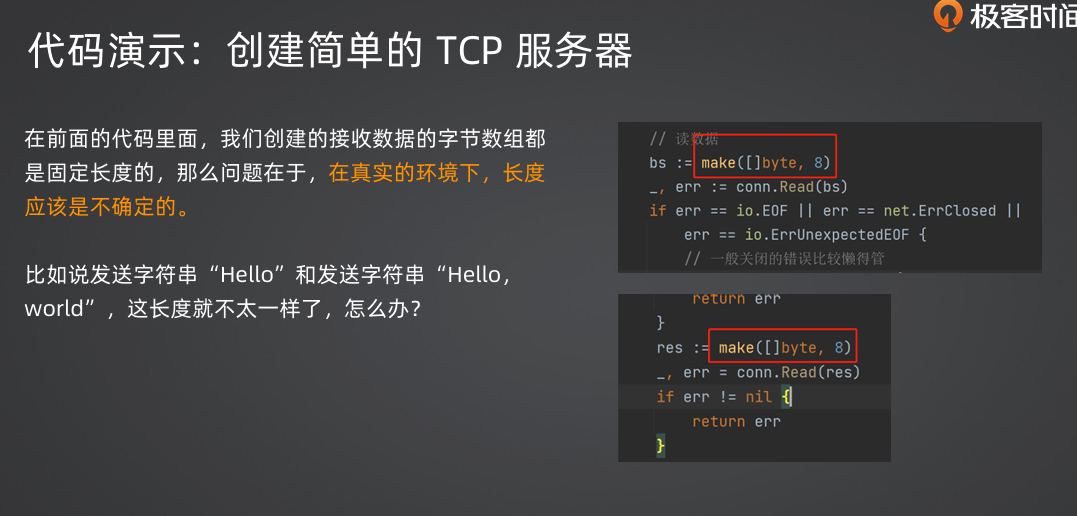 极客时间
代码演示：创建简单的 TCP 服务器
在前面的代码里面，我们创建的接收数据的字节数组都
是固定长度的，那么问题在于，在真实的环境下，长度
应该是不确定的。
比如说发送字符串“Hello”和发送字符串“Hello，
world”，这长度就不太一样了，怎么办？
// 读数据
bs := make([]byte, 8)
_, err := conn.Read(bs)
if err == io.EOF || err == net.ErrClosed ||
err == io.ErrUnexpectedEOF {
// 一般关闭的错误比较懒得管
return err
}
res := make([]byte, 8)
_, err = conn.Read(res)
if err != nil {
return err
}